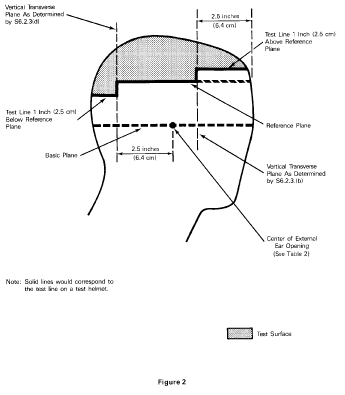 Vertical Transverse
Plane As Determined
by S6.2.3(d)
2.5 inches
(6.4 cm)
Test Line 1 Inch (2.5 cm)
Above Reference
Plane
Test Line 1 Inch (2.5 cm)
Below Reference
Plane
Reference Plane
Basic Plane
2.5 inches
(6.4 cm)
Vertical Transverse
Plane As Determined
by S6.2.3.(b)
Center of External
Ear Opening
(See Table 2)
Note: Solid lines would correspond to
the test line on a test helmet.
Test Surface
Figure 2